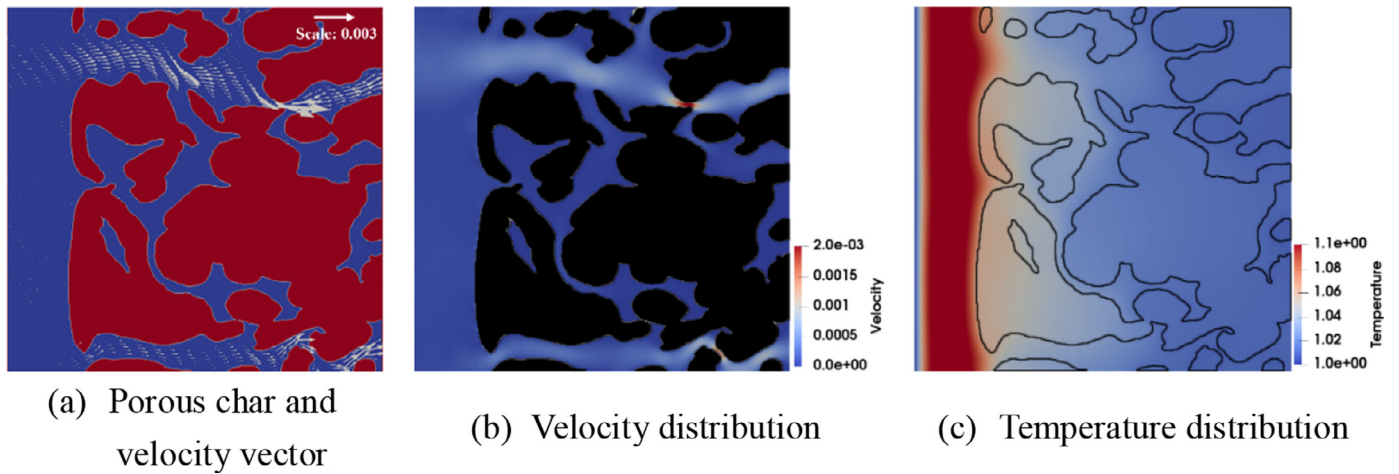 Scale: 0.003
2.0e-03
0.0015
0.001
0.0005
0.0e+00
Velocity
1.1e+00
1.08
1.06
1.04
1.02
1.0e+00
Temperature
(a) Porous char and
velocity vector
(b) Velocity distribution
(c) Temperature distribution